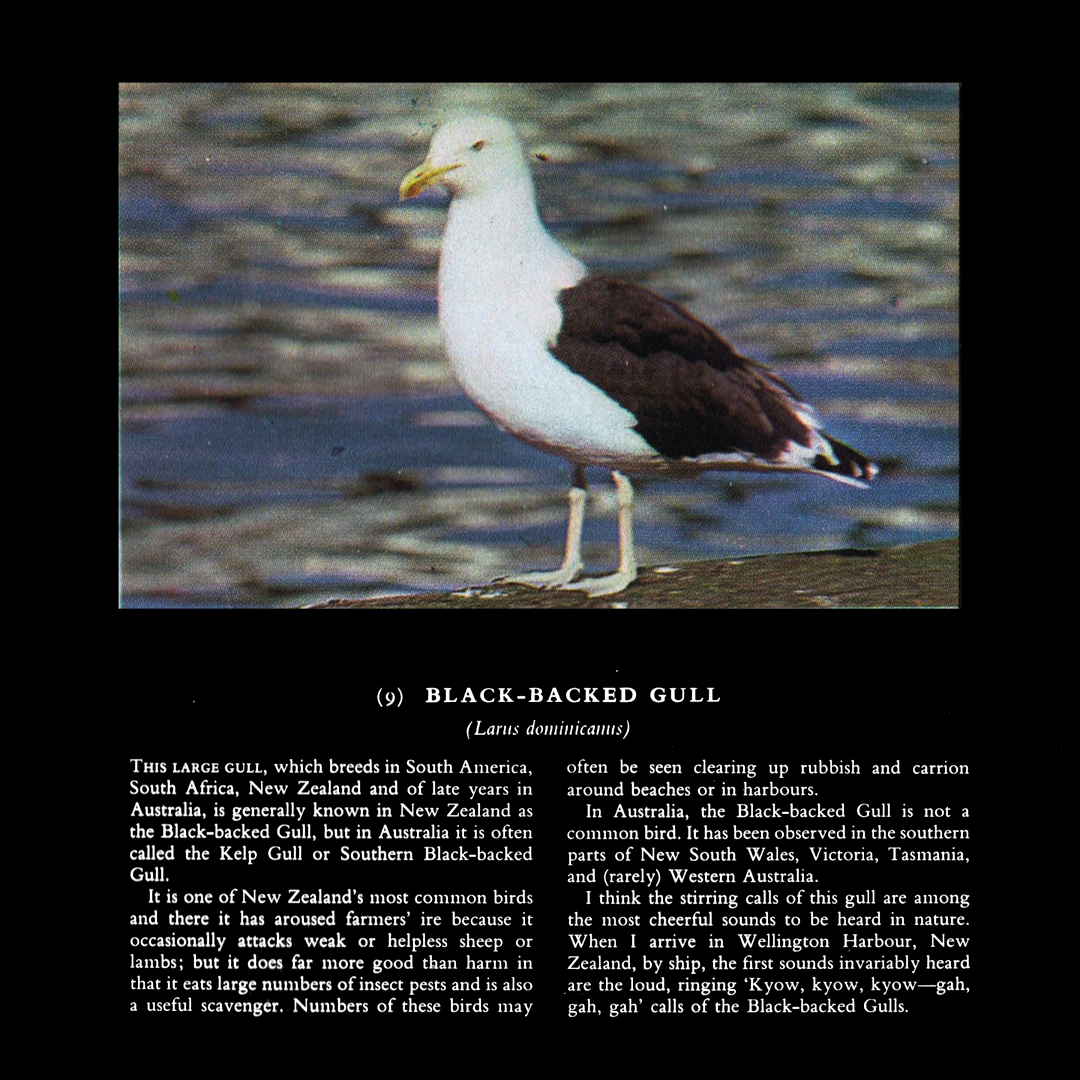 (9) BLACK-BACKED GULL
(Larus dominicanus)
THIS LARGE GULL, which breeds in South America,
South Africa, New Zealand and of late years in
Australia, is generally known in New Zealand as
the Black-backed Gull, but in Australia it is often
called the Kelp Gull or Southern Black-backed
Gull.
It is one of New Zealand's most common birds
and there it has aroused farmers' ire because it
occasionally attacks weak or helpless sheep or
lambs; but it does far more good than harm in
that it eats large numbers of insect pests and is also
a useful scavenger. Numbers of these birds may
often be seen clearing up rubbish and carrion
around beaches or in harbours.
In Australia, the Black-backed Gull is not a
common bird. It has been observed in the southern
parts of New South Wales, Victoria, Tasmania,
and (rarely) Western Australia.
I think the stirring calls of this gull are among
the most cheerful sounds to be heard in nature.
When I arrive in Wellington Harbour, New
Zealand, by ship, the first sounds invariably heard
are the loud, ringing ‘Kyow, kyow, kyow—gah,
gah, gah’ calls of the Black-backed Gulls.